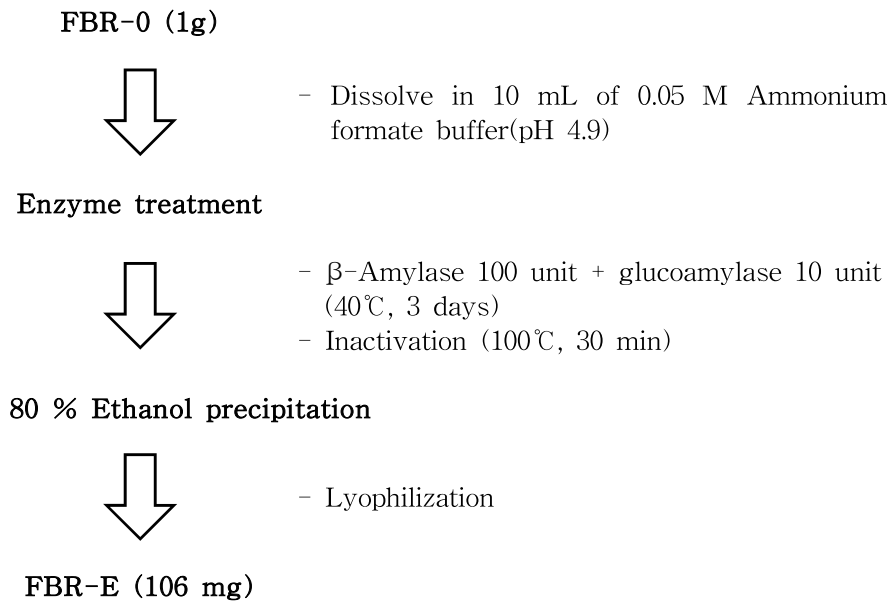 FBR-0 (1g)
- Dissolve in 10 mL of 0.05 M Ammonium
formate buffer(pH 4.9)
Enzyme treatment
- β-Amylase 100 unit + glucoamylase 10 unit
(40℃, 3 days)
- Inactivation (100℃, 30 min)
80 % Ethanol precipitation
- Lyophilization
FBR-E (106 mg)